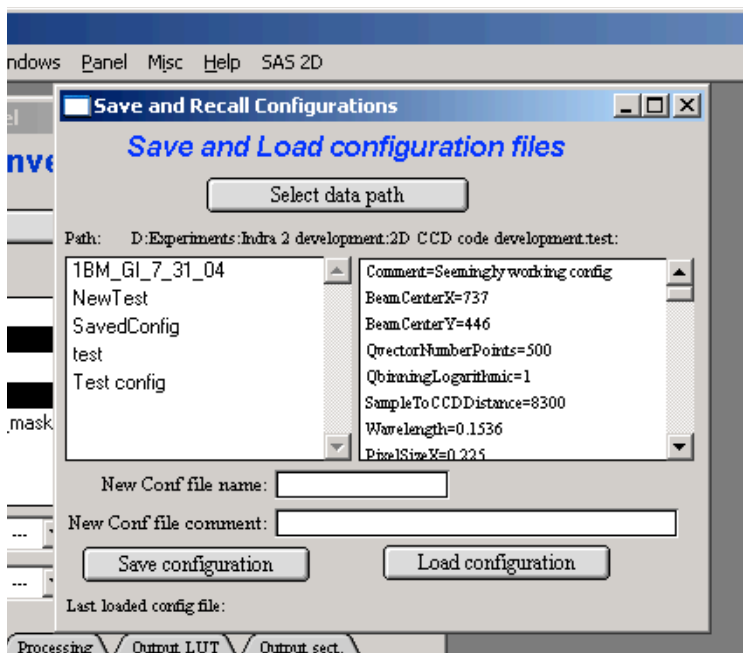 ndows Panel Misc Help SAS 2D
el
Save and Recall Configurations
nve
Save and Load configuration files
Select data path
Path: D:Experiments:Indra 2 development:2D CCD code development:test:
1BM_GI_7_31_04
NewTest
SavedConfig
test
Test config
Comment=Seemingly working config
BeamCenterX=737
BeamCenterY=446
QvectorNumberPoints=500
QbinningLogarithmic=1
SampleToCCDDistance=8300
Wavelength=0.1536
PixelSizeX=0.225
_mask
New Conf file name:
New Conf file comment:
---
Save configuration
Load configuration
---
Last loaded config file:
Processing
Output LUT
Output sect.